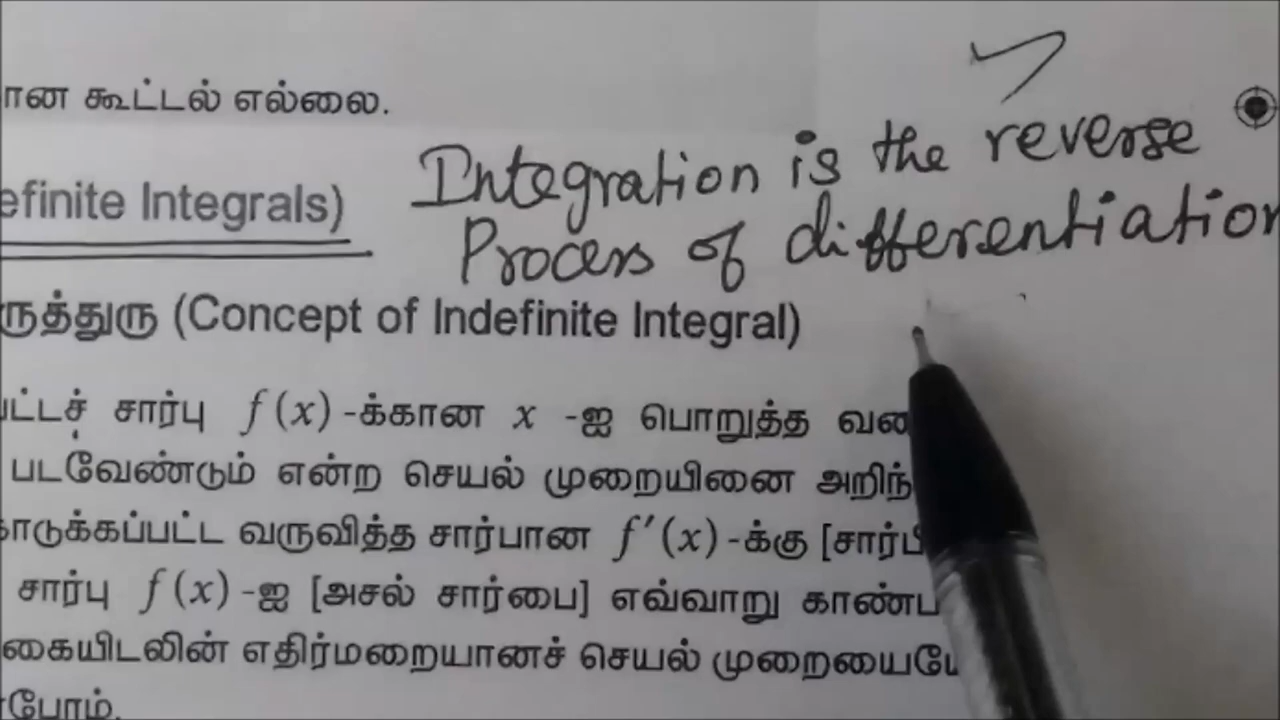 ான கூட்டல் எல்லை.
Integration is the reverse
efinite Integrals)
Process of differentiation
ருத்துரு (Concept of Indefinite Integral)
பட்டச் சார்பு f(x)-க்கான x -ஐ பொறுத்த
படவேண்டும் என்ற செயல் முறையினை அறிந்
காடுக்கப்பட்ட வருவித்த சார்பான f′(x)-க்கு [சார்பி
சார்பு f(x)-ஐ [அசல் சார்பை] எவ்வாறு காண்ப
கையிடலின் எதிர்மறையானச் செயல் முறையையே
ர்போம்.